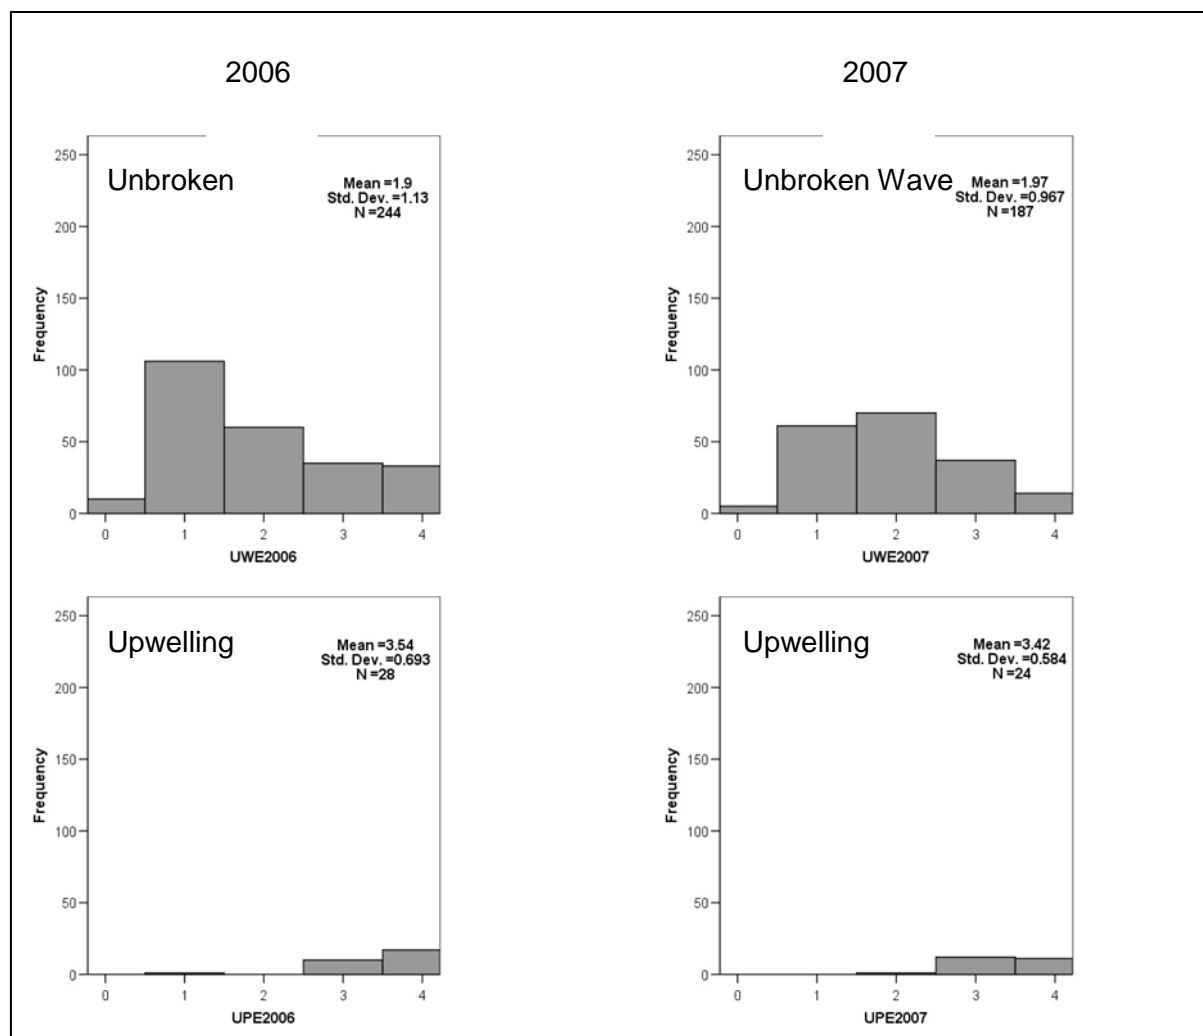 2006
2007
Unbroken
Mean =1.9
Std. Dev. =1.13
N =244
250
200
150
100
50
0
Frequency
0 1 2 3 4
UWE2006
Unbroken Wave
Mean =1.97
Std. Dev. =0.967
N =187
250
200
150
100
50
0
Frequency
0 1 2 3 4
UWE2007
Upwelling
Mean =3.54
Std. Dev. =0.693
N =28
250
200
150
100
50
0
Frequency
0 1 2 3 4
UPE2006
Upwelling
Mean =3.42
Std. Dev. =0.584
N =24
250
200
150
100
50
0
Frequency
0 1 2 3 4
UPE2007